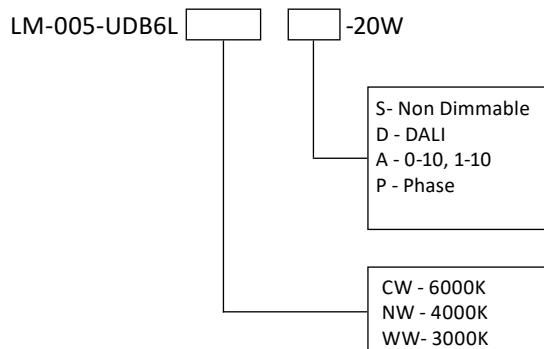 LM-005-UDB6L -20W
S- Non Dimmable
D - DALI
A - 0-10, 1-10
P - Phase
CW - 6000K
NW - 4000K
WW- 3000K